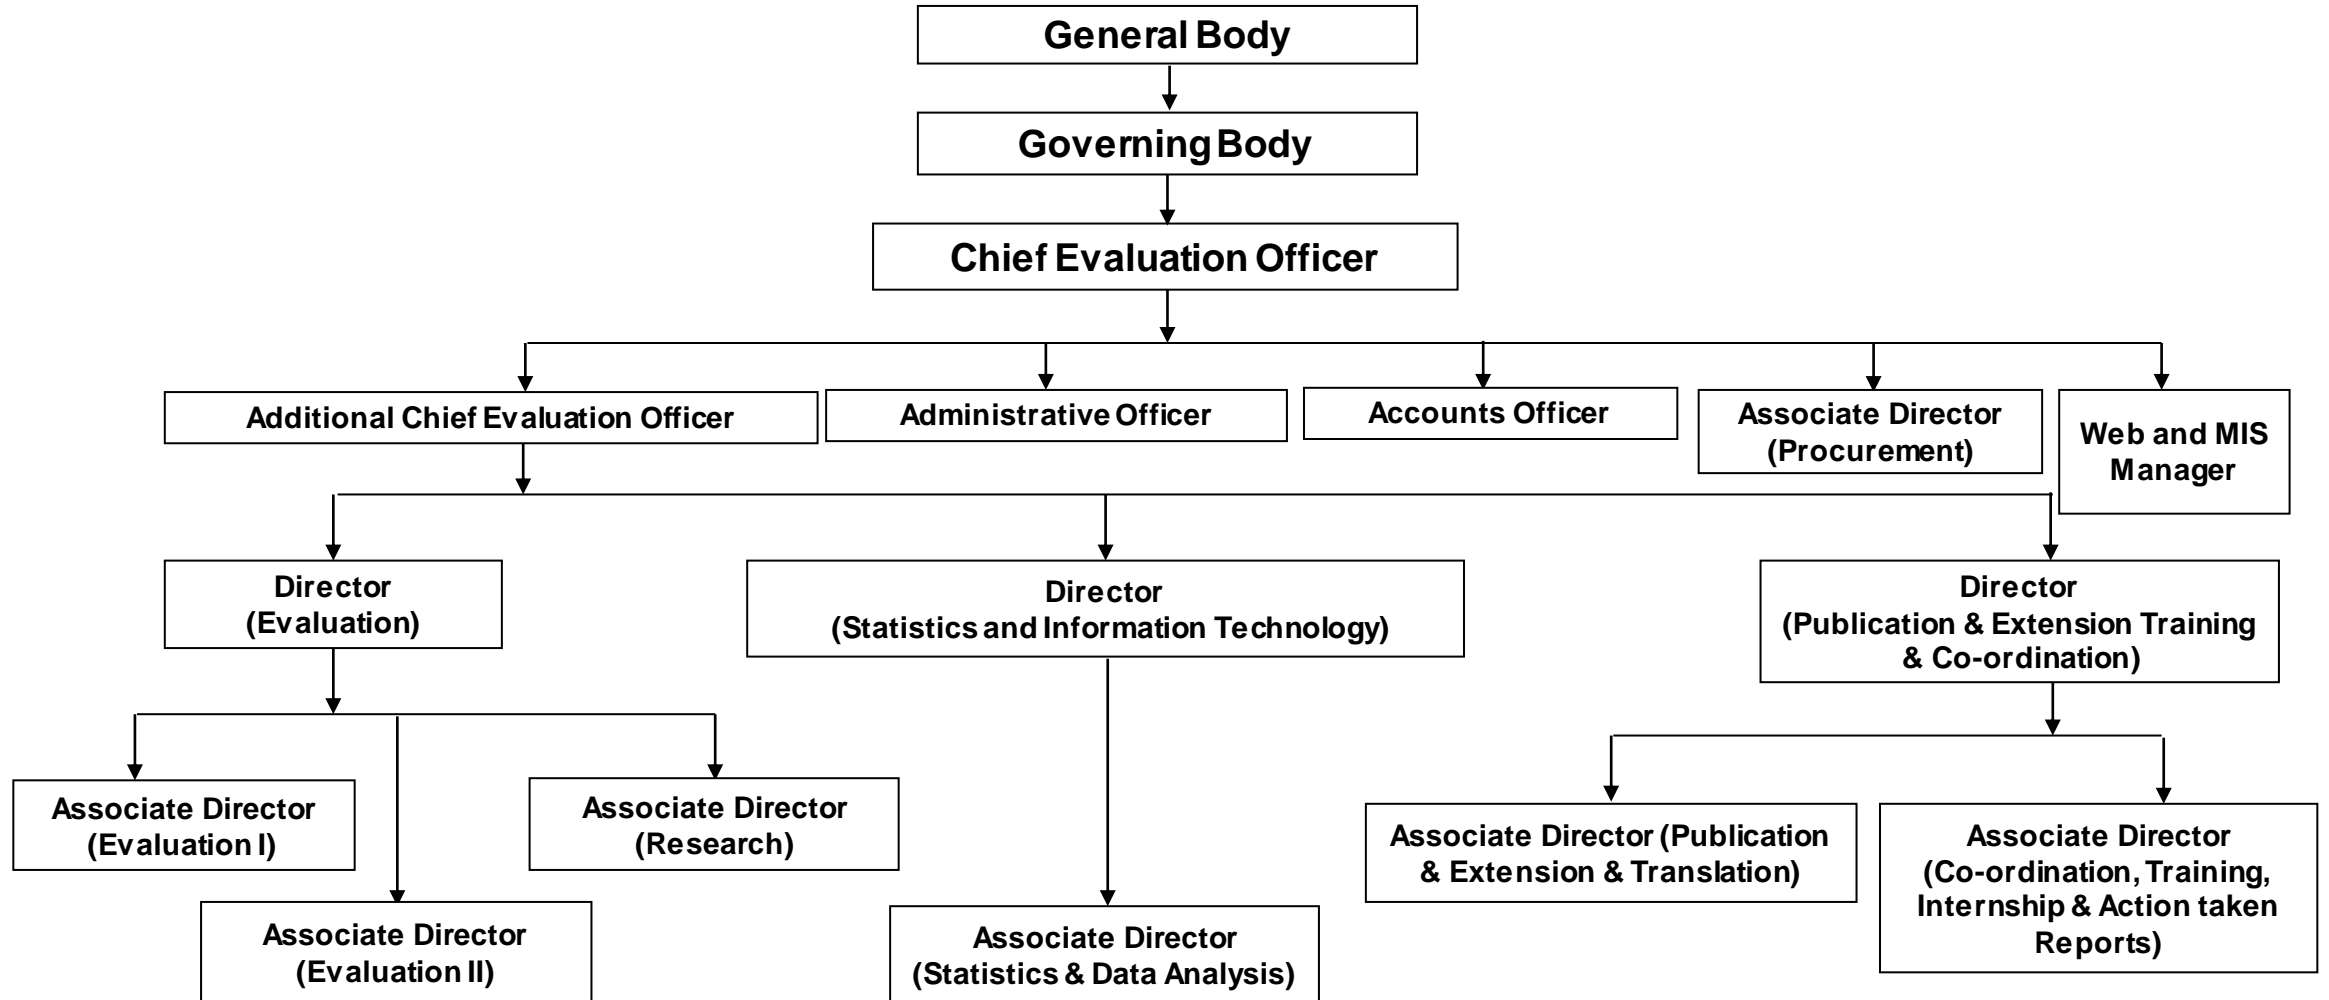 General Body
Governing Body
Chief Evaluation Officer
Additional Chief Evaluation Officer
Administrative Officer
Accounts Officer
Associate Director
(Procurement)
Web and MIS
Manager
Director
(Evaluation)
Director
(Statistics and Information Technology)
Director
(Publication & Extension Training
& Co-ordination)
Associate Director
(Evaluation I)
Associate Director
(Evaluation II)
Associate Director
(Research)
Associate Director
(Statistics & Data Analysis)
Associate Director (Publication
& Extension & Translation)
Associate Director
(Co-ordination, Training,
Internship & Action taken
Reports)